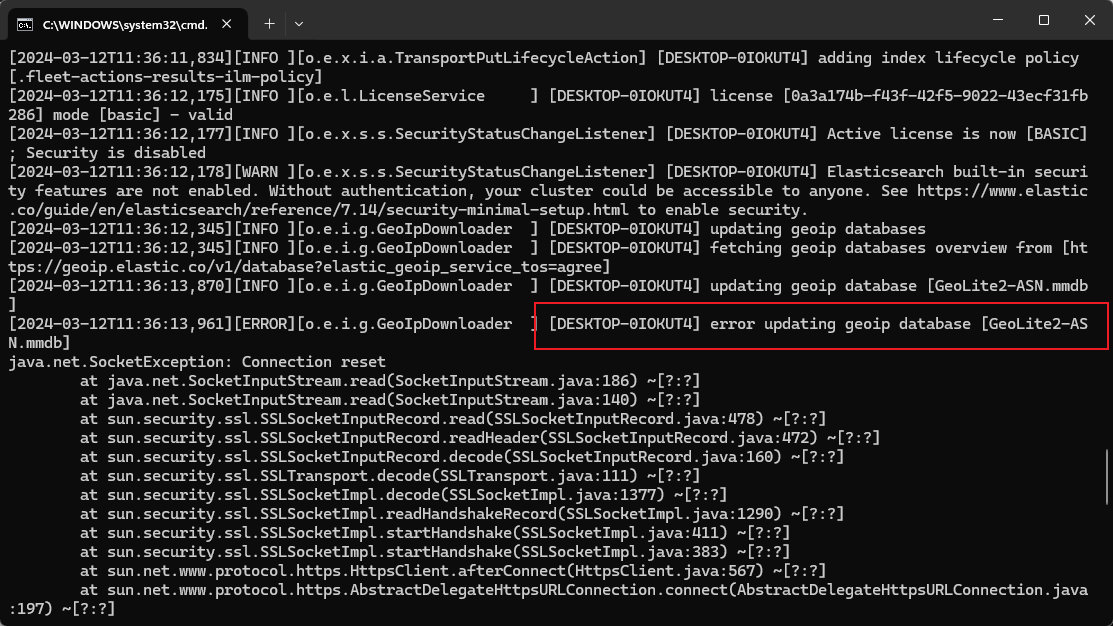 C:\WINDOWS\system32\cmd.
[2024-03-12T11:36:11,834][INFO ][o.e.x.i.a.TransportPutLifecycleAction] [DESKTOP-0IOKUT4] adding index lifecycle policy
[.fleet-actions-results-ilm-policy]
[2024-03-12T11:36:12,175][INFO ][o.e.l.LicenseService     ] [DESKTOP-0IOKUT4] license [0a3a174b-f43f-42f5-9022-43ecf31fb
286] mode [basic] - valid
[2024-03-12T11:36:12,177][INFO ][o.e.x.s.s.SecurityStatusChangeListener] [DESKTOP-0IOKUT4] Active license is now [BASIC]
; Security is disabled
[2024-03-12T11:36:12,178][WARN ][o.e.x.s.s.SecurityStatusChangeListener] [DESKTOP-0IOKUT4] Elasticsearch built-in securi
ty features are not enabled. Without authentication, your cluster could be accessible to anyone. See https://www.elastic
.co/guide/en/elasticsearch/reference/7.14/security-minimal-setup.html to enable security.
[2024-03-12T11:36:12,345][INFO ][o.e.i.g.GeoIpDownloader  ] [DESKTOP-0IOKUT4] updating geoip databases
[2024-03-12T11:36:12,345][INFO ][o.e.i.g.GeoIpDownloader  ] [DESKTOP-0IOKUT4] fetching geoip databases overview from [ht
tps://geoip.elastic.co/v1/database?elastic_geoip_service_tos=agree]
[2024-03-12T11:36:13,870][INFO ][o.e.i.g.GeoIpDownloader  ] [DESKTOP-0IOKUT4] updating geoip database [GeoLite2-ASN.mmdb
]
[2024-03-12T11:36:13,961][ERROR][o.e.i.g.GeoIpDownloader  ] [DESKTOP-0IOKUT4] error updating geoip database [GeoLite2-AS
N.mmdb]
java.net.SocketException: Connection reset
        at java.net.SocketInputStream.read(SocketInputStream.java:186) ~[?:?]
        at java.net.SocketInputStream.read(SocketInputStream.java:140) ~[?:?]
        at sun.security.ssl.SSLSocketInputRecord.read(SSLSocketInputRecord.java:478) ~[?:?]
        at sun.security.ssl.SSLSocketInputRecord.readHeader(SSLSocketInputRecord.java:472) ~[?:?]
        at sun.security.ssl.SSLSocketInputRecord.decode(SSLSocketInputRecord.java:160) ~[?:?]
        at sun.security.ssl.SSLTransport.decode(SSLTransport.java:111) ~[?:?]
        at sun.security.ssl.SSLSocketImpl.decode(SSLSocketImpl.java:1377) ~[?:?]
        at sun.security.ssl.SSLSocketImpl.readHandshakeRecord(SSLSocketImpl.java:1290) ~[?:?]
        at sun.security.ssl.SSLSocketImpl.startHandshake(SSLSocketImpl.java:411) ~[?:?]
        at sun.security.ssl.SSLSocketImpl.startHandshake(SSLSocketImpl.java:383) ~[?:?]
        at sun.net.www.protocol.https.HttpsClient.afterConnect(HttpsClient.java:567) ~[?:?]
        at sun.net.www.protocol.https.AbstractDelegateHttpsURLConnection.connect(AbstractDelegateHttpsURLConnection.java
:197) ~[?:?]